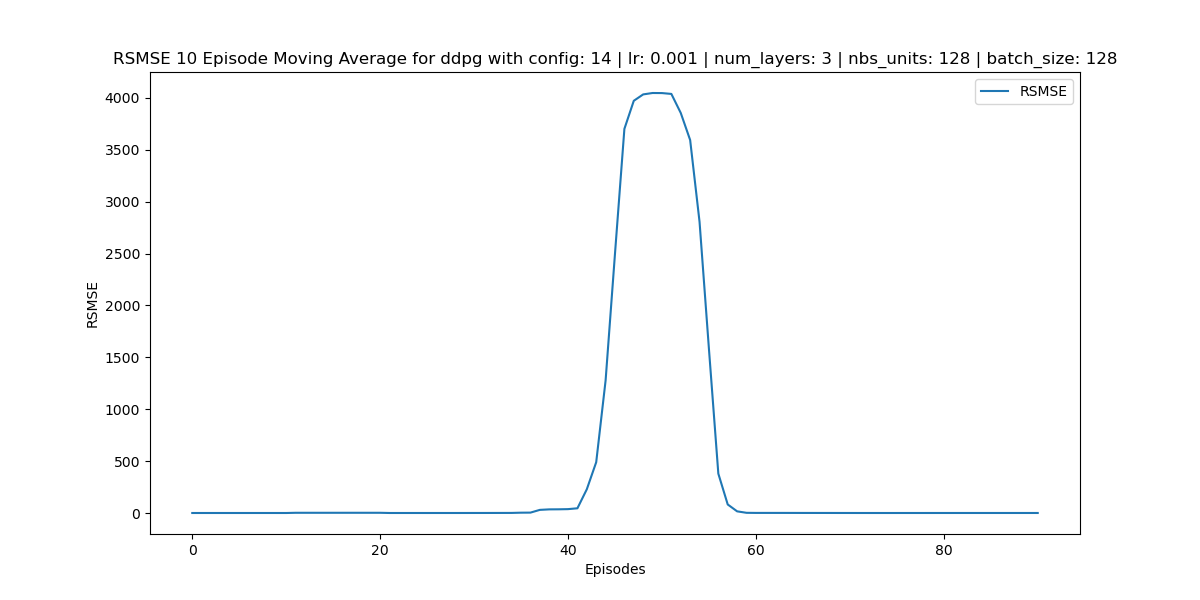 RSMSE 10 Episode Moving Average for ddpg with config: 14 | lr: 0.001 | num_layers: 3 | nbs_units: 128 | batch_size: 128
RSMSE
4000
3500
3000
2500
2000
1500
1000
500
0
RSMSE
0 20 40 60 80
Episodes